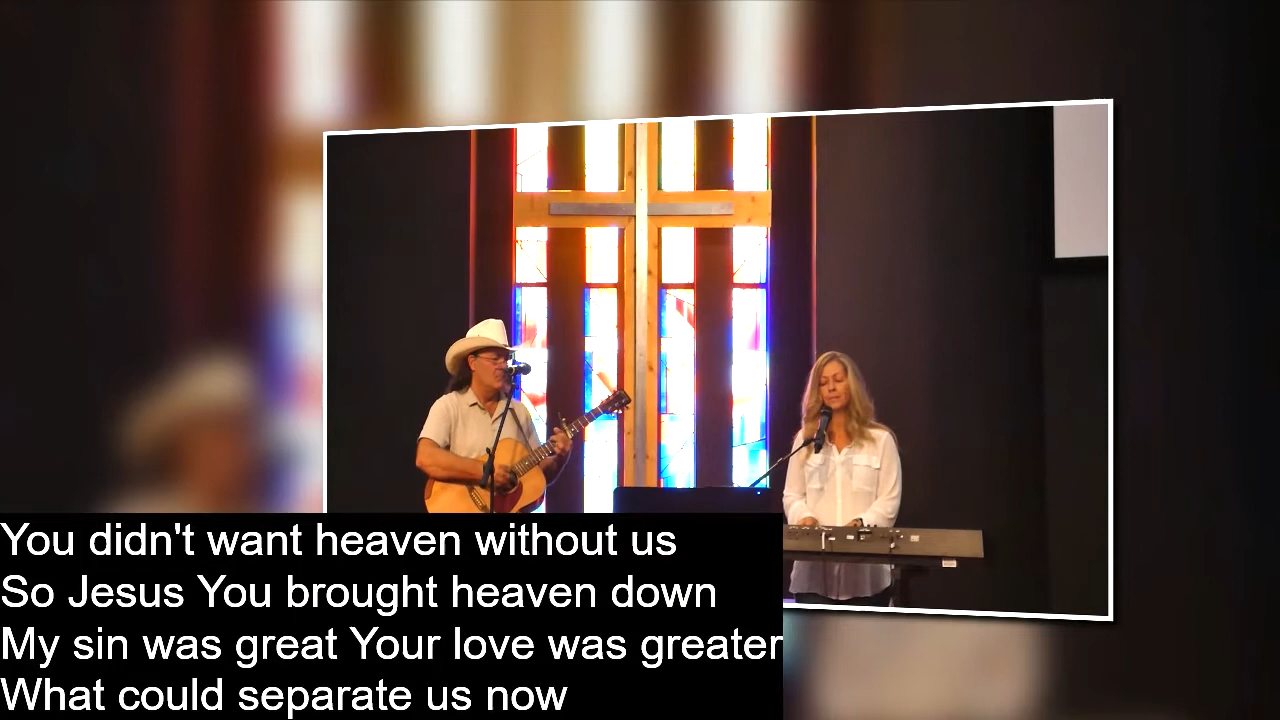 You didn't want heaven without us
So Jesus You brought heaven down
My sin was great Your love was greater
What could separate us now